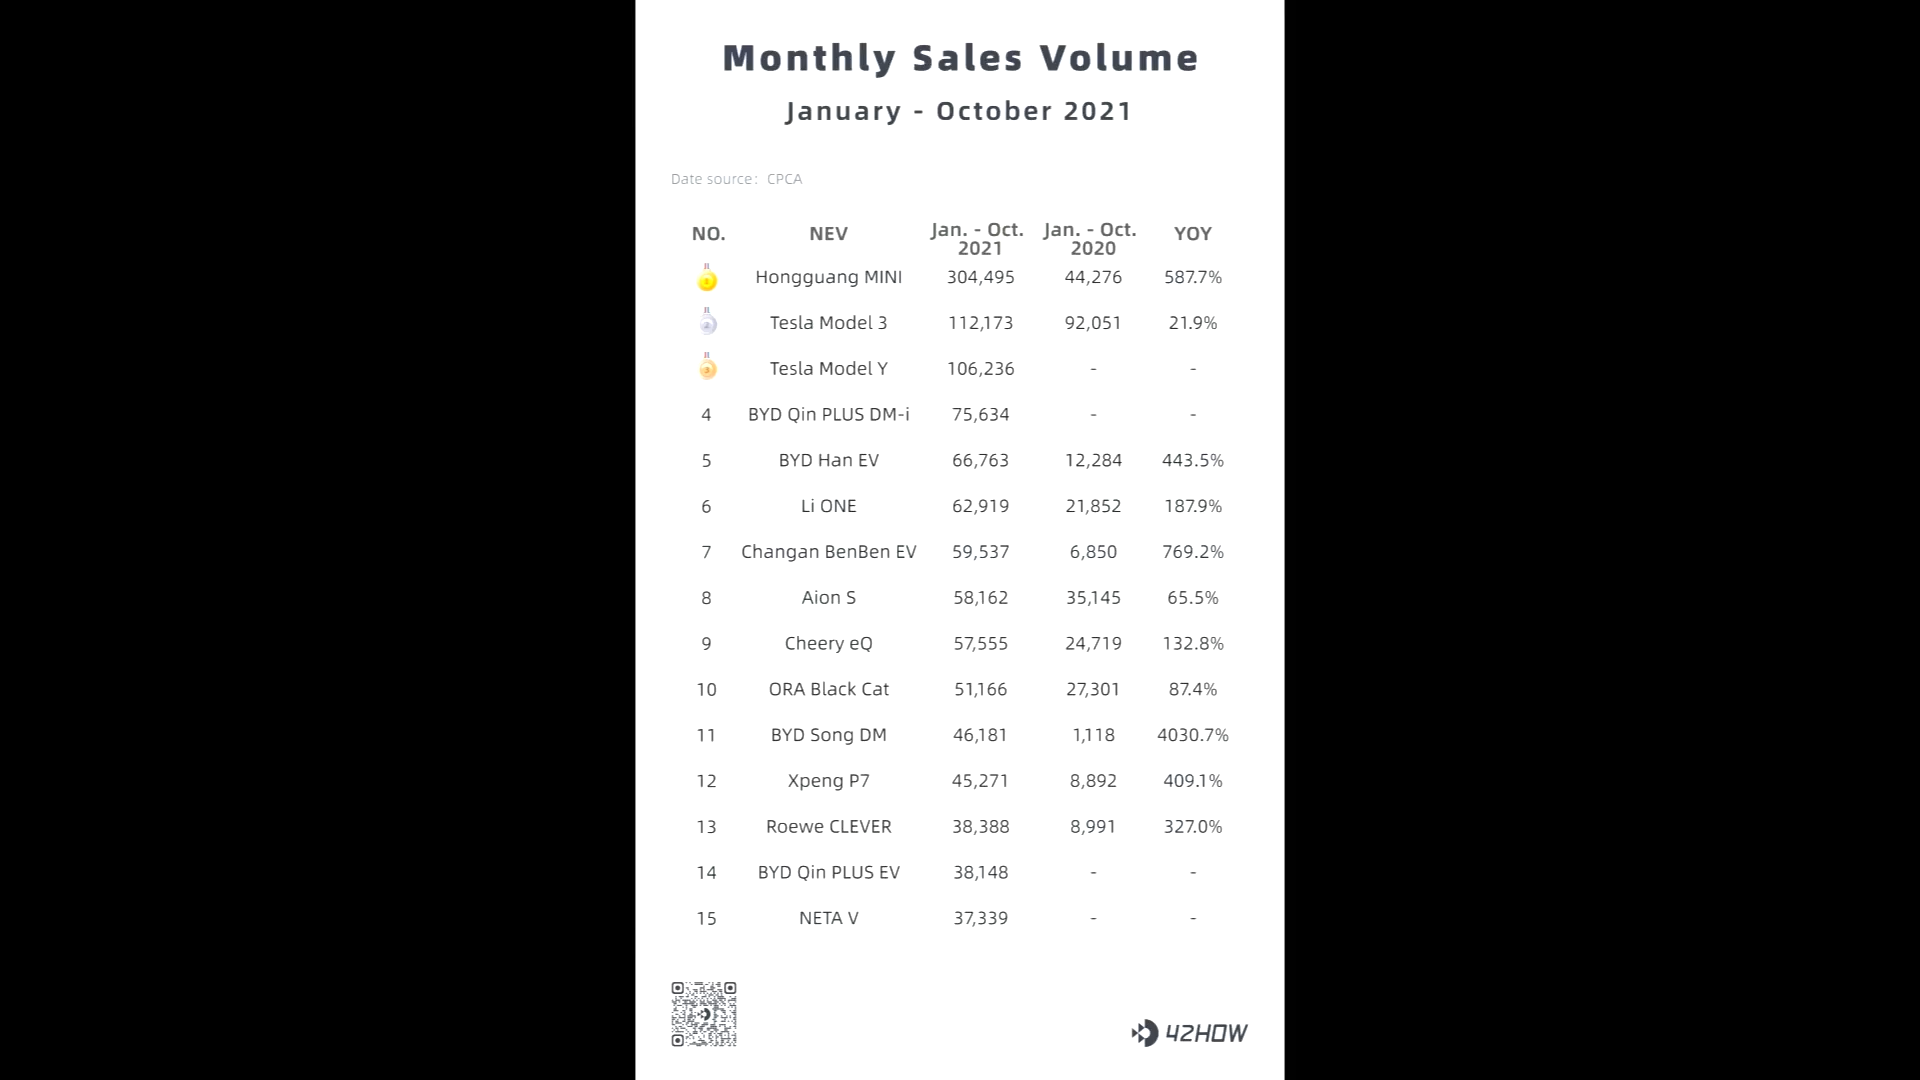 Monthly Sales Volume
January - October 2021
Date source: CPCA
NO. NEV Jan. - Oct. 2021 Jan. - Oct. 2020 YOY
1 Hongguang MINI 304,495 44,276 587.7%
2 Tesla Model 3 112,173 92,051 21.9%
3 Tesla Model Y 106,236 - -
4 BYD Qin PLUS DM-i 75,634 - -
5 BYD Han EV 66,763 12,284 443.5%
6 Li ONE 62,919 21,852 187.9%
7 Changan BenBen EV 59,537 6,850 769.2%
8 Aion S 58,162 35,145 65.5%
9 Cheery eQ 57,555 24,719 132.8%
10 ORA Black Cat 51,166 27,301 87.4%
11 BYD Song DM 46,181 1,118 4030.7%
12 Xpeng P7 45,271 8,892 409.1%
13 Roewe CLEVER 38,388 8,991 327.0%
14 BYD Qin PLUS EV 38,148 - -
15 NETA V 37,339 - -
42HOW